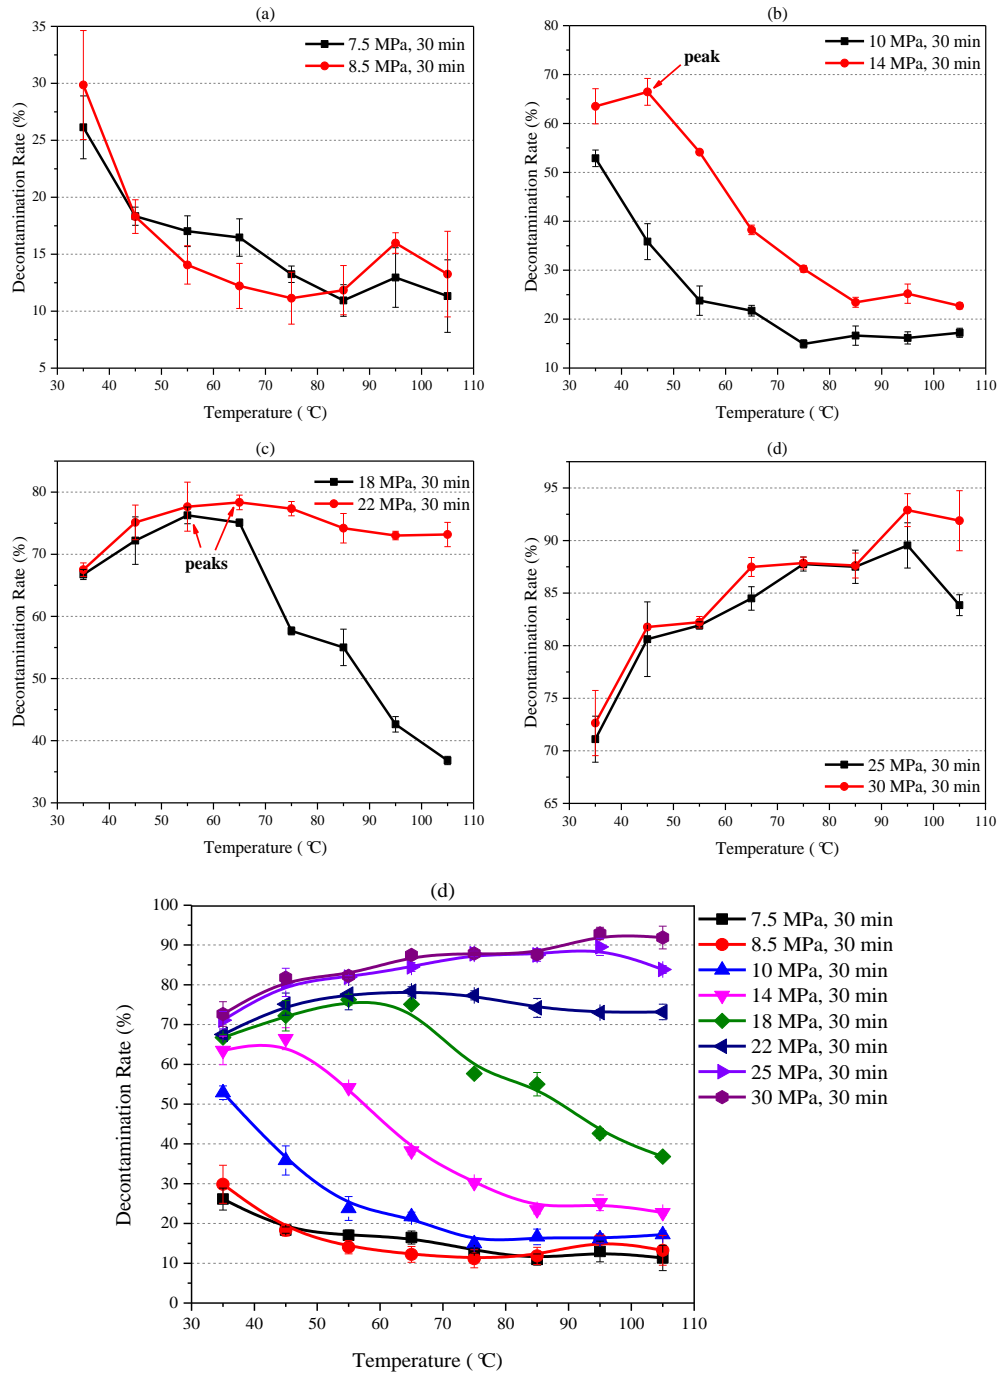 (a)
35
30
25
20
15
10
5
Decontamination Rate (%)
7.5 MPa, 30 min
8.5 MPa, 30 min
30 40 50 60 70 80 90 100 110
Temperature (℃)
(b)
80
70
60
50
40
30
20
10
Decontamination Rate (%)
10 MPa, 30 min
14 MPa, 30 min
peak
30 40 50 60 70 80 90 100 110
Temperature (℃)
(c)
80
70
60
50
40
30
Decontamination Rate (%)
18 MPa, 30 min
22 MPa, 30 min
peaks
30 40 50 60 70 80 90 100 110
Temperature (℃)
(d)
95
90
85
80
75
70
65
Decontamination Rate (%)
25 MPa, 30 min
30 MPa, 30 min
30 40 50 60 70 80 90 100 110
Temperature (℃)
(d)
100
90
80
70
60
50
40
30
20
10
0
Decontamination Rate (%)
7.5 MPa, 30 min
8.5 MPa, 30 min
10 MPa, 30 min
14 MPa, 30 min
18 MPa, 30 min
22 MPa, 30 min
25 MPa, 30 min
30 MPa, 30 min
30 40 50 60 70 80 90 100 110
Temperature (℃)